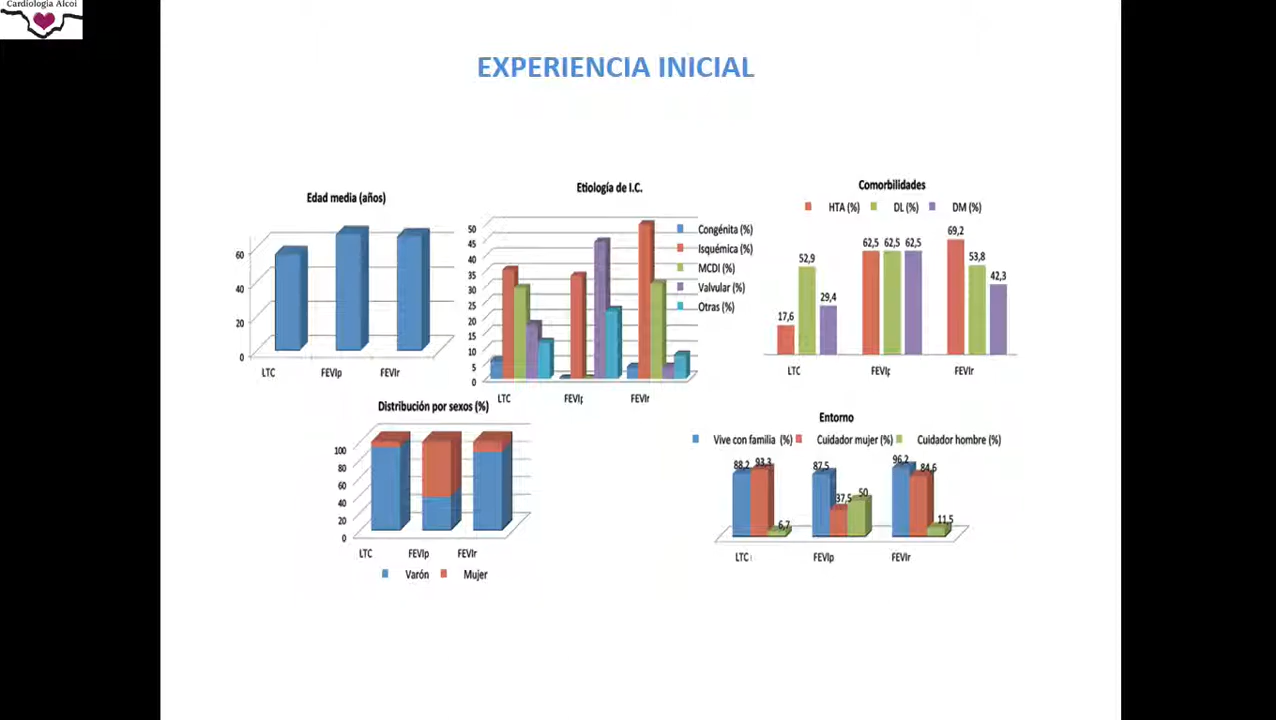 Cardiología Alcoi
EXPERIENCIA INICIAL
Edad media (años)
60
40
20
0
LTC FEVIp FEVIr
Etiología de I.C.
50
45
40
35
30
25
20
15
10
5
0
LTC FEVIp FEVIr
Congénita (%)
Isquémica (%)
MCDI (%)
Valvular (%)
Otras (%)
Comorbilidades
HTA (%) DL (%) DM (%)
17,6 52,9 29,4 62,5 62,5 62,5 69,2 53,8 42,3
LTC FEVIp FEVIr
Distribución por sexos (%)
100
80
60
40
20
0
LTC FEVIp FEVIr
Varón Mujer
Entorno
Vive con familia (%) Cuidador mujer (%) Cuidador hombre (%)
88,2 93,3 6,7 87,5 37,5 50 96,2 84,6 11,5
LTC FEVIp FEVIr